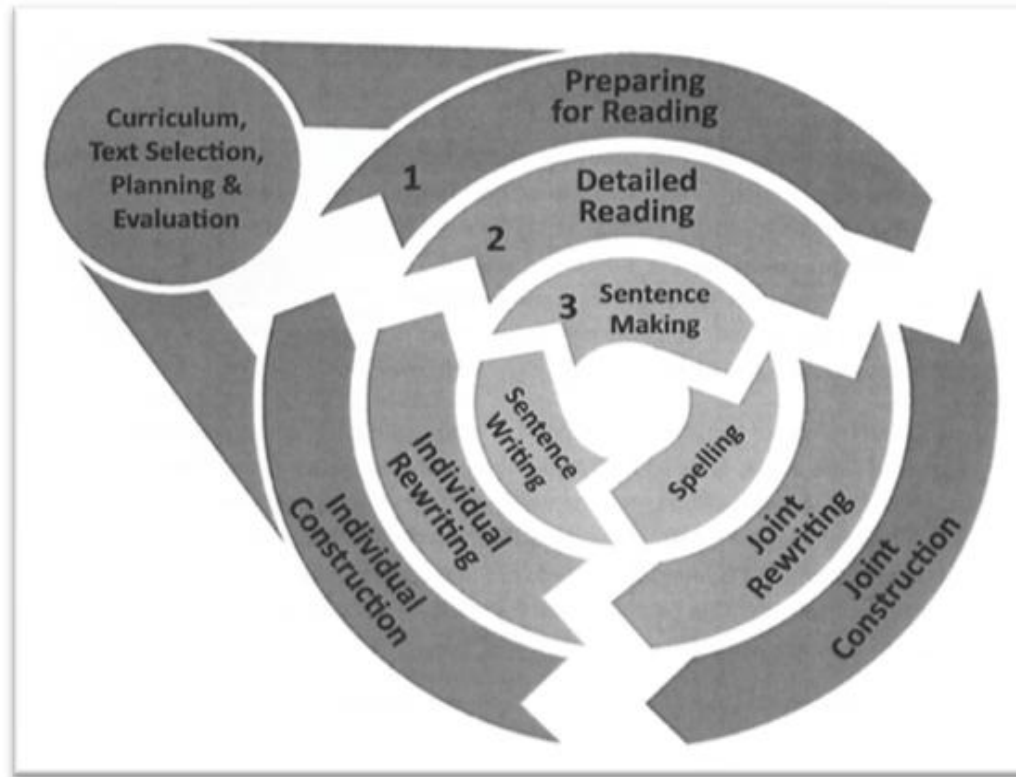 Curriculum,
Text Selection,
Planning &
Evaluation
1
Preparing
for Reading
2
Detailed
Reading
3
Sentence
Making
Spelling
Sentence
Writing
Joint
Rewriting
Individual
Rewriting
Joint
Construction
Individual
Construction